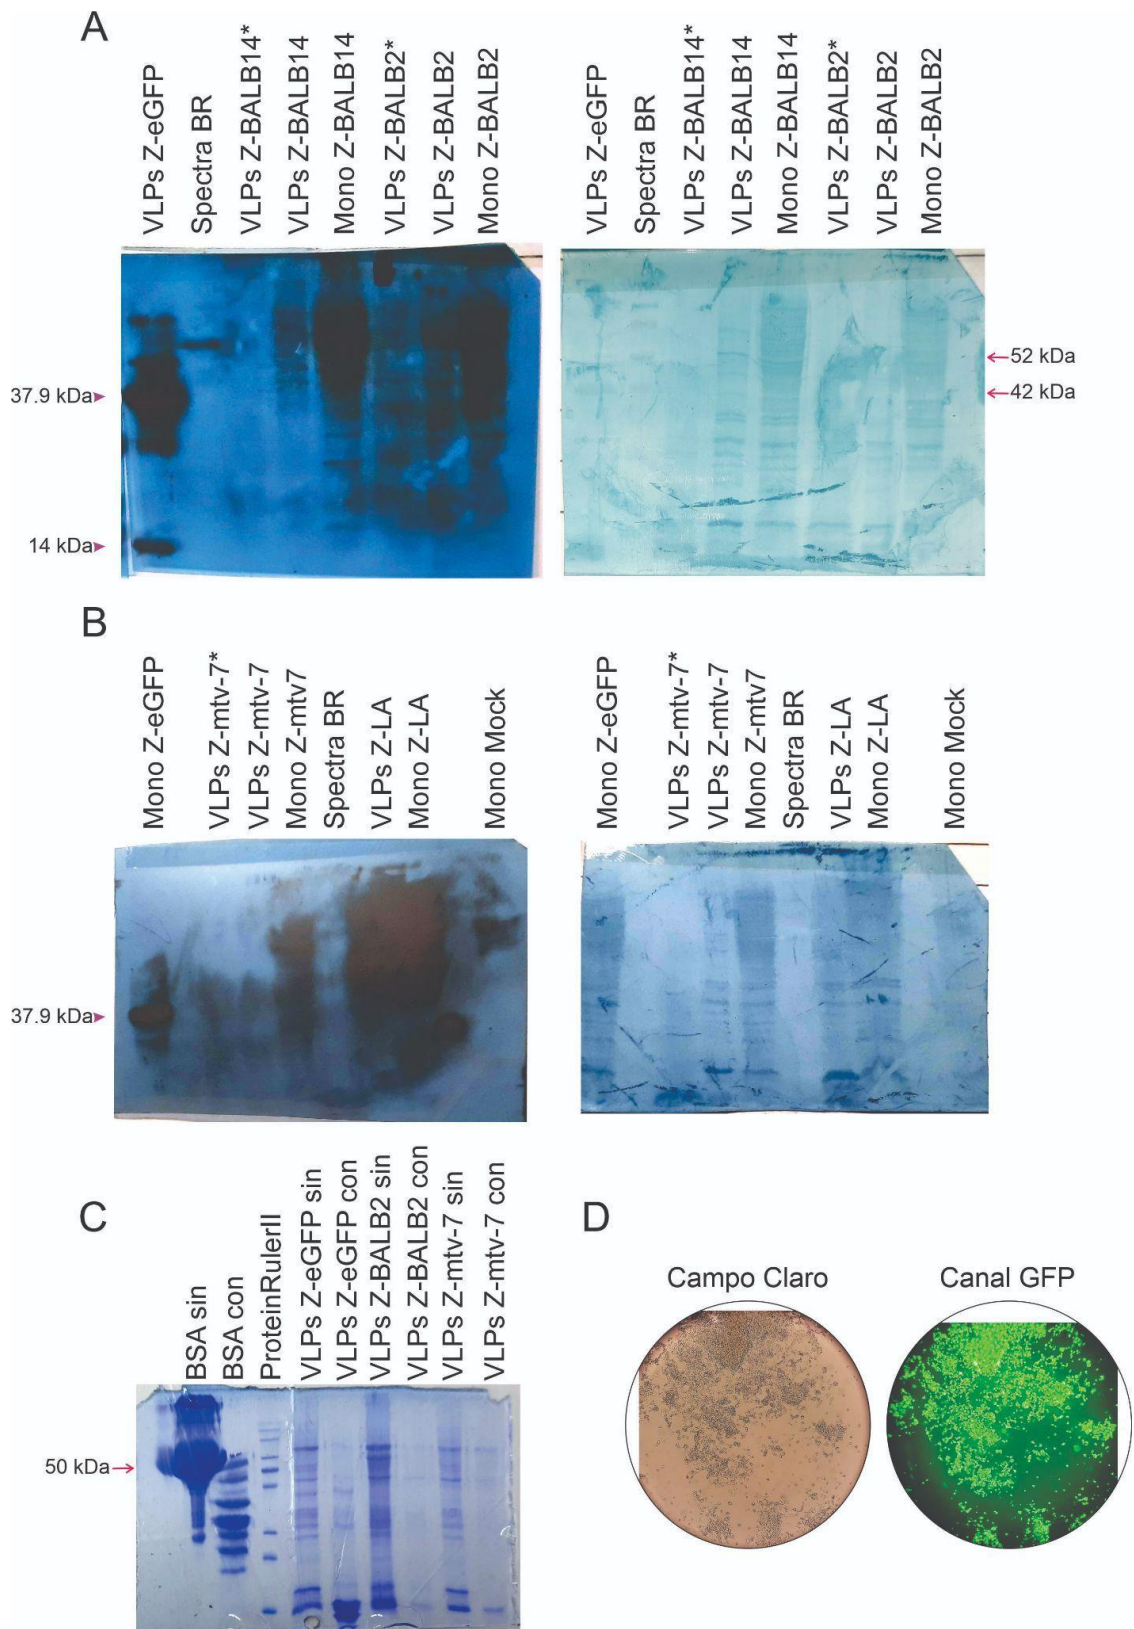 A
VLPs Z-eGFP
Spectra BR
VLPs Z-BALB14*
VLPs Z-BALB14
Mono Z-BALB14
VLPs Z-BALB2*
VLPs Z-BALB2
Mono Z-BALB2
VLPs Z-eGFP
Spectra BR
VLPs Z-BALB14*
VLPs Z-BALB14
Mono Z-BALB14
VLPs Z-BALB2*
VLPs Z-BALB2
Mono Z-BALB2
37.9 kDa
14 kDa
52 kDa
42 kDa
B
Mono Z-eGFP
VLPs Z-mtv-7*
VLPs Z-mtv-7
Mono Z-mtv7
Spectra BR
VLPs Z-LA
Mono Z-LA
Mono Mock
Mono Z-eGFP
VLPs Z-mtv-7*
VLPs Z-mtv-7
Mono Z-mtv7
Spectra BR
VLPs Z-LA
Mono Z-LA
Mono Mock
37.9 kDa
C
BSA sin
BSA con
ProteinRulerII
VLPs Z-eGFP sin
VLPs Z-eGFP con
VLPs Z-BALB2 sin
VLPs Z-BALB2 con
VLPs Z-mtv-7 sin
VLPs Z-mtv-7 con
50 kDa
D
Campo Claro
Canal GFP